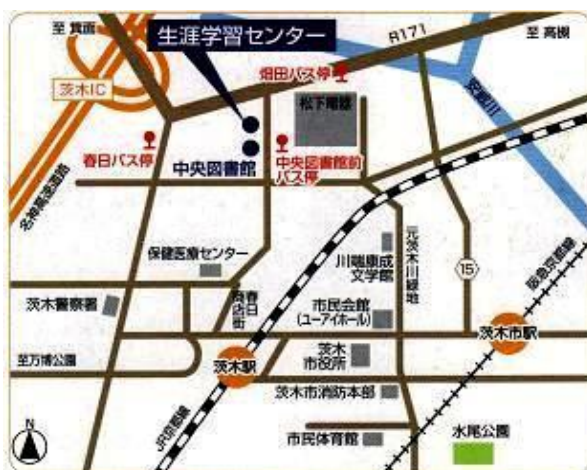 至 箕面
生涯学習センター
R171
至 高槻
畑田バス停
茨木IC
松下電器
安威川
春日バス停
中央図書館
中央図書館前
バス停
名神高速道路
保健医療センター
川端康成
文学館
元茨木川緑地
15
阪急京都線
茨木警察署
春日
商店街
市民会館
(ユーアイホール)
茨木市駅
至万博公園
茨木駅
茨木
市役所
茨木市消防本部
JR京都線
市民体育館
水尾公園
N